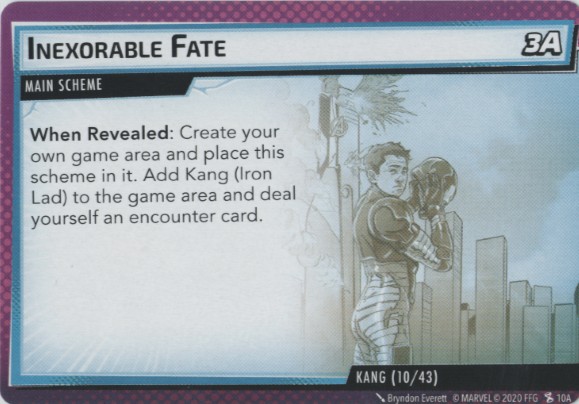 INEXORABLE FATE
3A
MAIN SCHEME
When Revealed: Create your
own game area and place this
scheme in it. Add Kang (Iron
Lad) to the game area and deal
yourself an encounter card.
KANG (10/43)
Bryndon Everett © MARVEL © 2020 FFG 10A